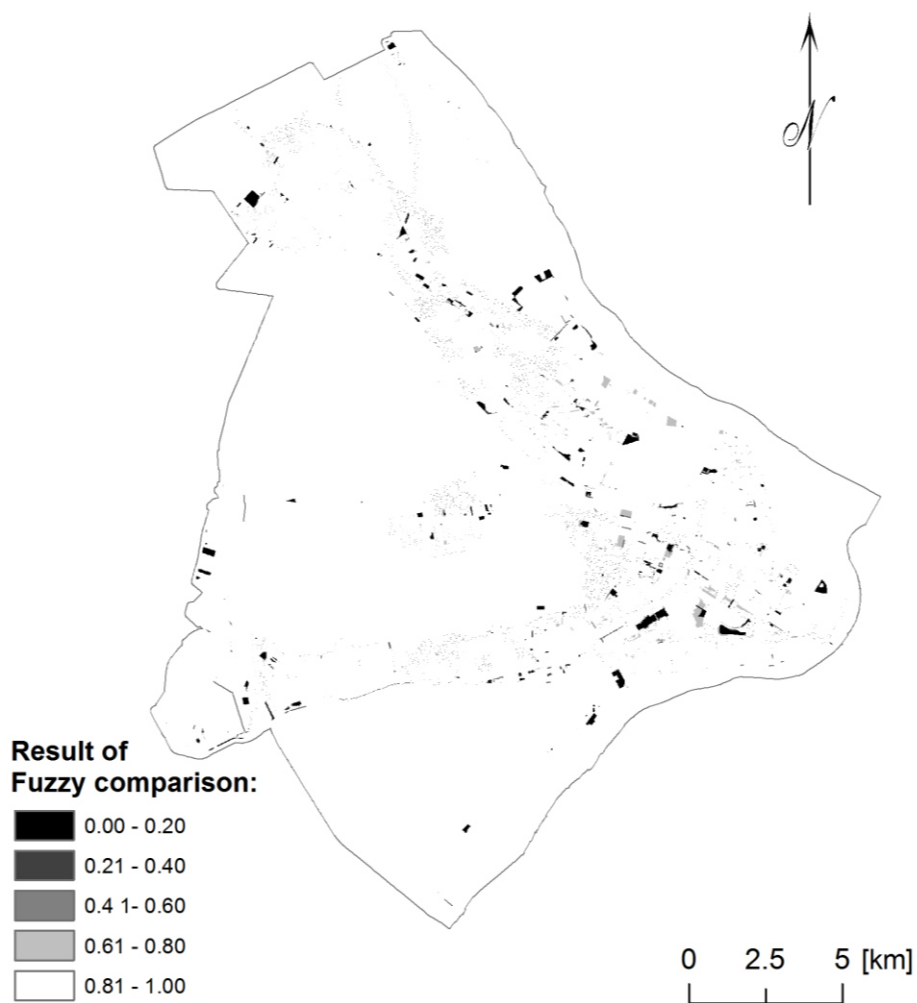 N
Result of
Fuzzy comparison:
0.00 - 0.20
0.21 - 0.40
0.4 1- 0.60
0.61 - 0.80
0.81 - 1.00
0 2.5 5 [km]